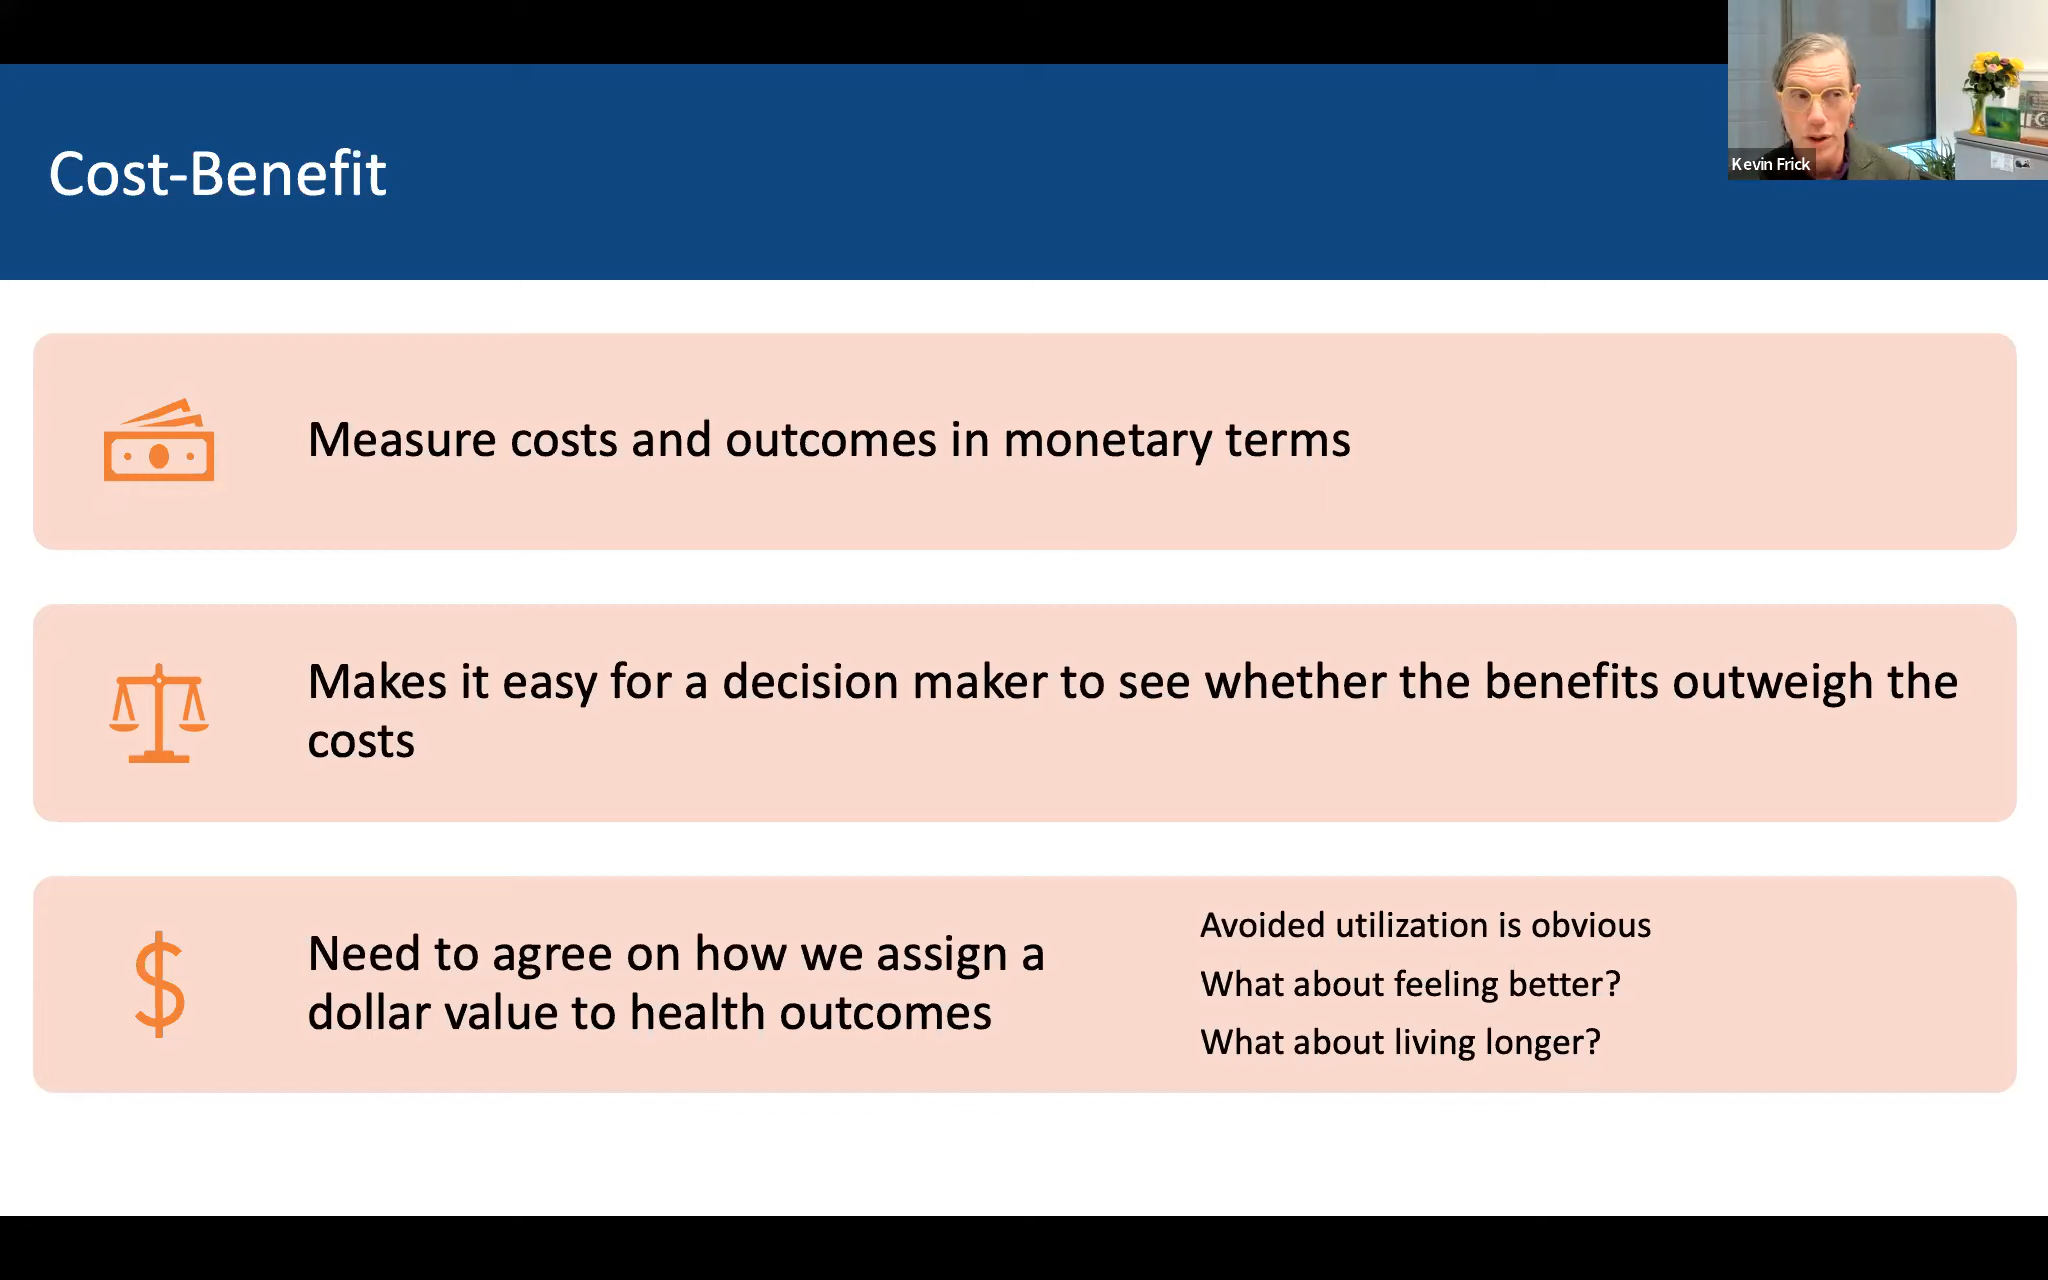 Cost-Benefit
Kevin Frick
Measure costs and outcomes in monetary terms
Makes it easy for a decision maker to see whether the benefits outweigh the
costs
Need to agree on how we assign a
dollar value to health outcomes
Avoided utilization is obvious
What about feeling better?
What about living longer?